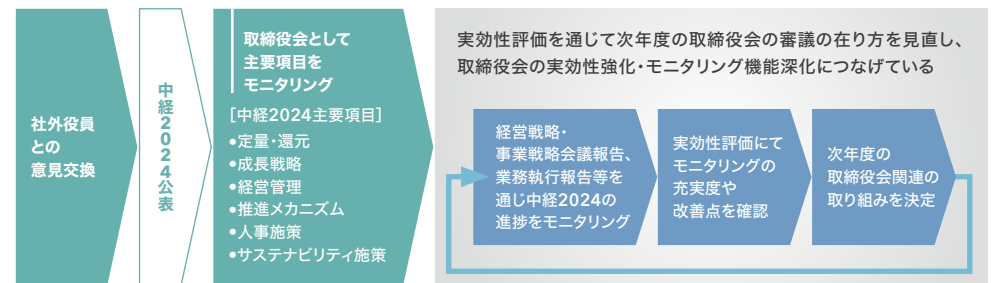 社外役員
との
意見交換
中経2024公表
取締役会として
主要項目を
モニタリング
[中経2024主要項目]
●定量・還元
●成長戦略
●経営管理
●推進メカニズム
●人事施策
●サステナビリティ施策
実効性評価を通じて次年度の取締役会の審議の在り方を見直し、
取締役会の実効性強化・モニタリング機能深化につなげている
経営戦略・
事業戦略会議報告、
業務執行報告等を
通じ中経2024の
進捗をモニタリング
実効性評価にて
モニタリングの
充実度や
改善点を確認
次年度の
取締役会関連の
取り組みを決定